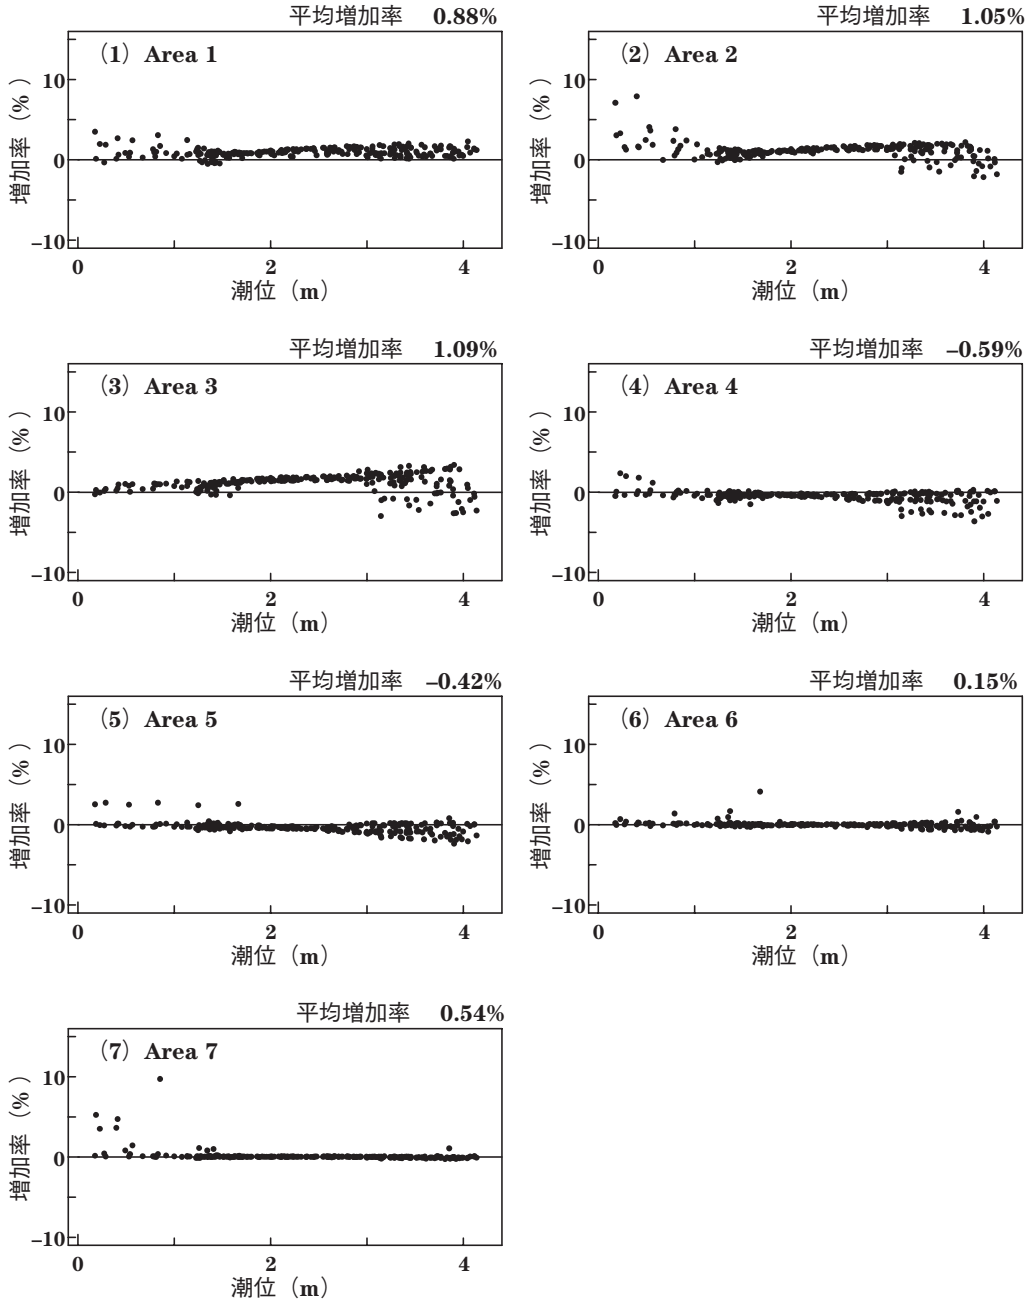 平均増加率 0.88%
(1) Area 1
増加率(%)
10
0
–10
0 2 4
潮位(m)
平均増加率 1.05%
(2) Area 2
増加率(%)
10
0
–10
0 2 4
潮位(m)
平均増加率 1.09%
(3) Area 3
増加率(%)
10
0
–10
0 2 4
潮位(m)
平均増加率 –0.59%
(4) Area 4
増加率(%)
10
0
–10
0 2 4
潮位(m)
平均増加率 –0.42%
(5) Area 5
増加率(%)
10
0
–10
0 2 4
潮位(m)
平均増加率 0.15%
(6) Area 6
増加率(%)
10
0
–10
0 2 4
潮位(m)
平均増加率 0.54%
(7) Area 7
増加率(%)
10
0
–10
0 2 4
潮位(m)